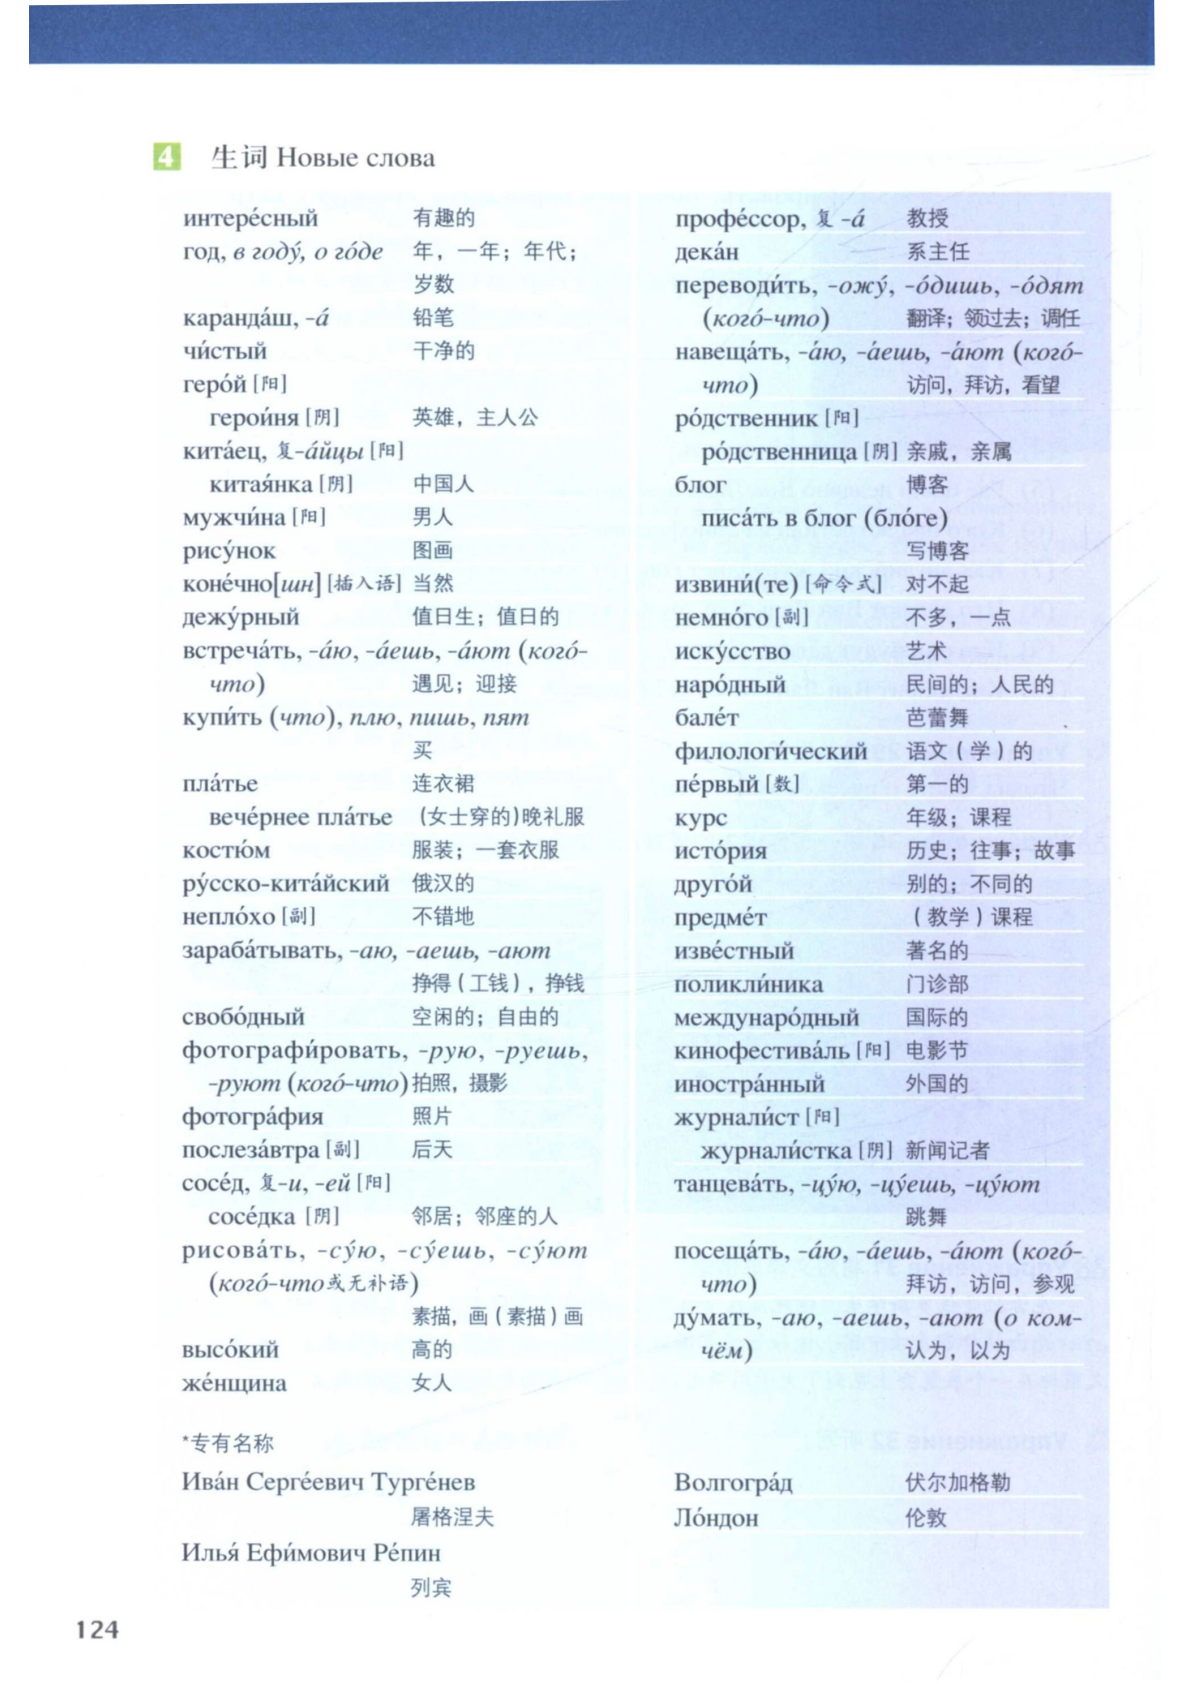 4 生词 Новые слова
интере́сный 有趣的
год, в году́, о го́де 年，一年；年代；
岁数
каранда́ш, -а́ 铅笔
чи́стый 干净的
геро́й [阳]
герои́ня [阴] 英雄，主人公
кита́ец, 复-а́йцы [阳]
китая́нка [阴] 中国人
мужчи́на [阳] 男人
рису́нок 图画
коне́чно[шн] [插入语] 当然
дежу́рный 值日生；值日的
встреча́ть, -а́ю, -а́ешь, -а́ют (кого́-
что) 遇见；迎接
купи́ть (что), плю, пишь, пят
买
пла́тье 连衣裙
вече́рнее пла́тье (女士穿的)晚礼服
костю́м 服装；一套衣服
ру́сско-кита́йский 俄汉的
непло́хо [副] 不错地
зараба́тывать, -аю, -аешь, -ают
挣得（工钱），挣钱
свобо́дный 空闲的；自由的
фотографи́ровать, -рую, -руешь,
-руют (кого́-что) 拍照，摄影
фотогра́фия 照片
послеза́втра [副] 后天
сосе́д, 复-и, -ей [阳]
сосе́дка [阴] 邻居；邻座的人
рисова́ть, -су́ю, -су́ешь, -су́ют
(кого́-что或无补语)
素描，画（素描）画
высо́кий 高的
же́нщина 女人
*专有名称
Ива́н Серге́евич Турге́нев
屠格涅夫
Илья́ Ефи́мович Ре́пин
列宾
профе́ссор, 复 -а́ 教授
дека́н 系主任
переводи́ть, -ожу́, -о́дишь, -о́дят
(кого́-что) 翻译；领过去；调任
навеща́ть, -а́ю, -а́ешь, -а́ют (кого́-
что) 访问，拜访，看望
ро́дственник [阳]
ро́дственница [阴] 亲戚，亲属
блог 博客
писа́ть в блог (бло́ге)
写博客
извини́(те) [命令式] 对不起
немно́го [副] 不多，一点
иску́сство 艺术
наро́дный 民间的；人民的
бале́т 芭蕾舞
филологи́ческий 语文（学）的
пе́рвый [数] 第一的
курс 年级；课程
исто́рия 历史；往事；故事
друго́й 别的；不同的
предме́т （教学）课程
изве́стный 著名的
поликли́ника 门诊部
междунаро́дный 国际的
кинофестива́ль [阳] 电影节
иностра́нный 外国的
журнали́ст [阳]
журнали́стка [阴] 新闻记者
танцева́ть, -цу́ю, -цу́ешь, -цу́ют
跳舞
посеща́ть, -а́ю, -а́ешь, -а́ют (кого́-
что) 拜访，访问，参观
ду́мать, -аю, -аешь, -ают (о ком-
чём) 认为，以为
Волгогра́д 伏尔加格勒
Ло́ндон 伦敦
124